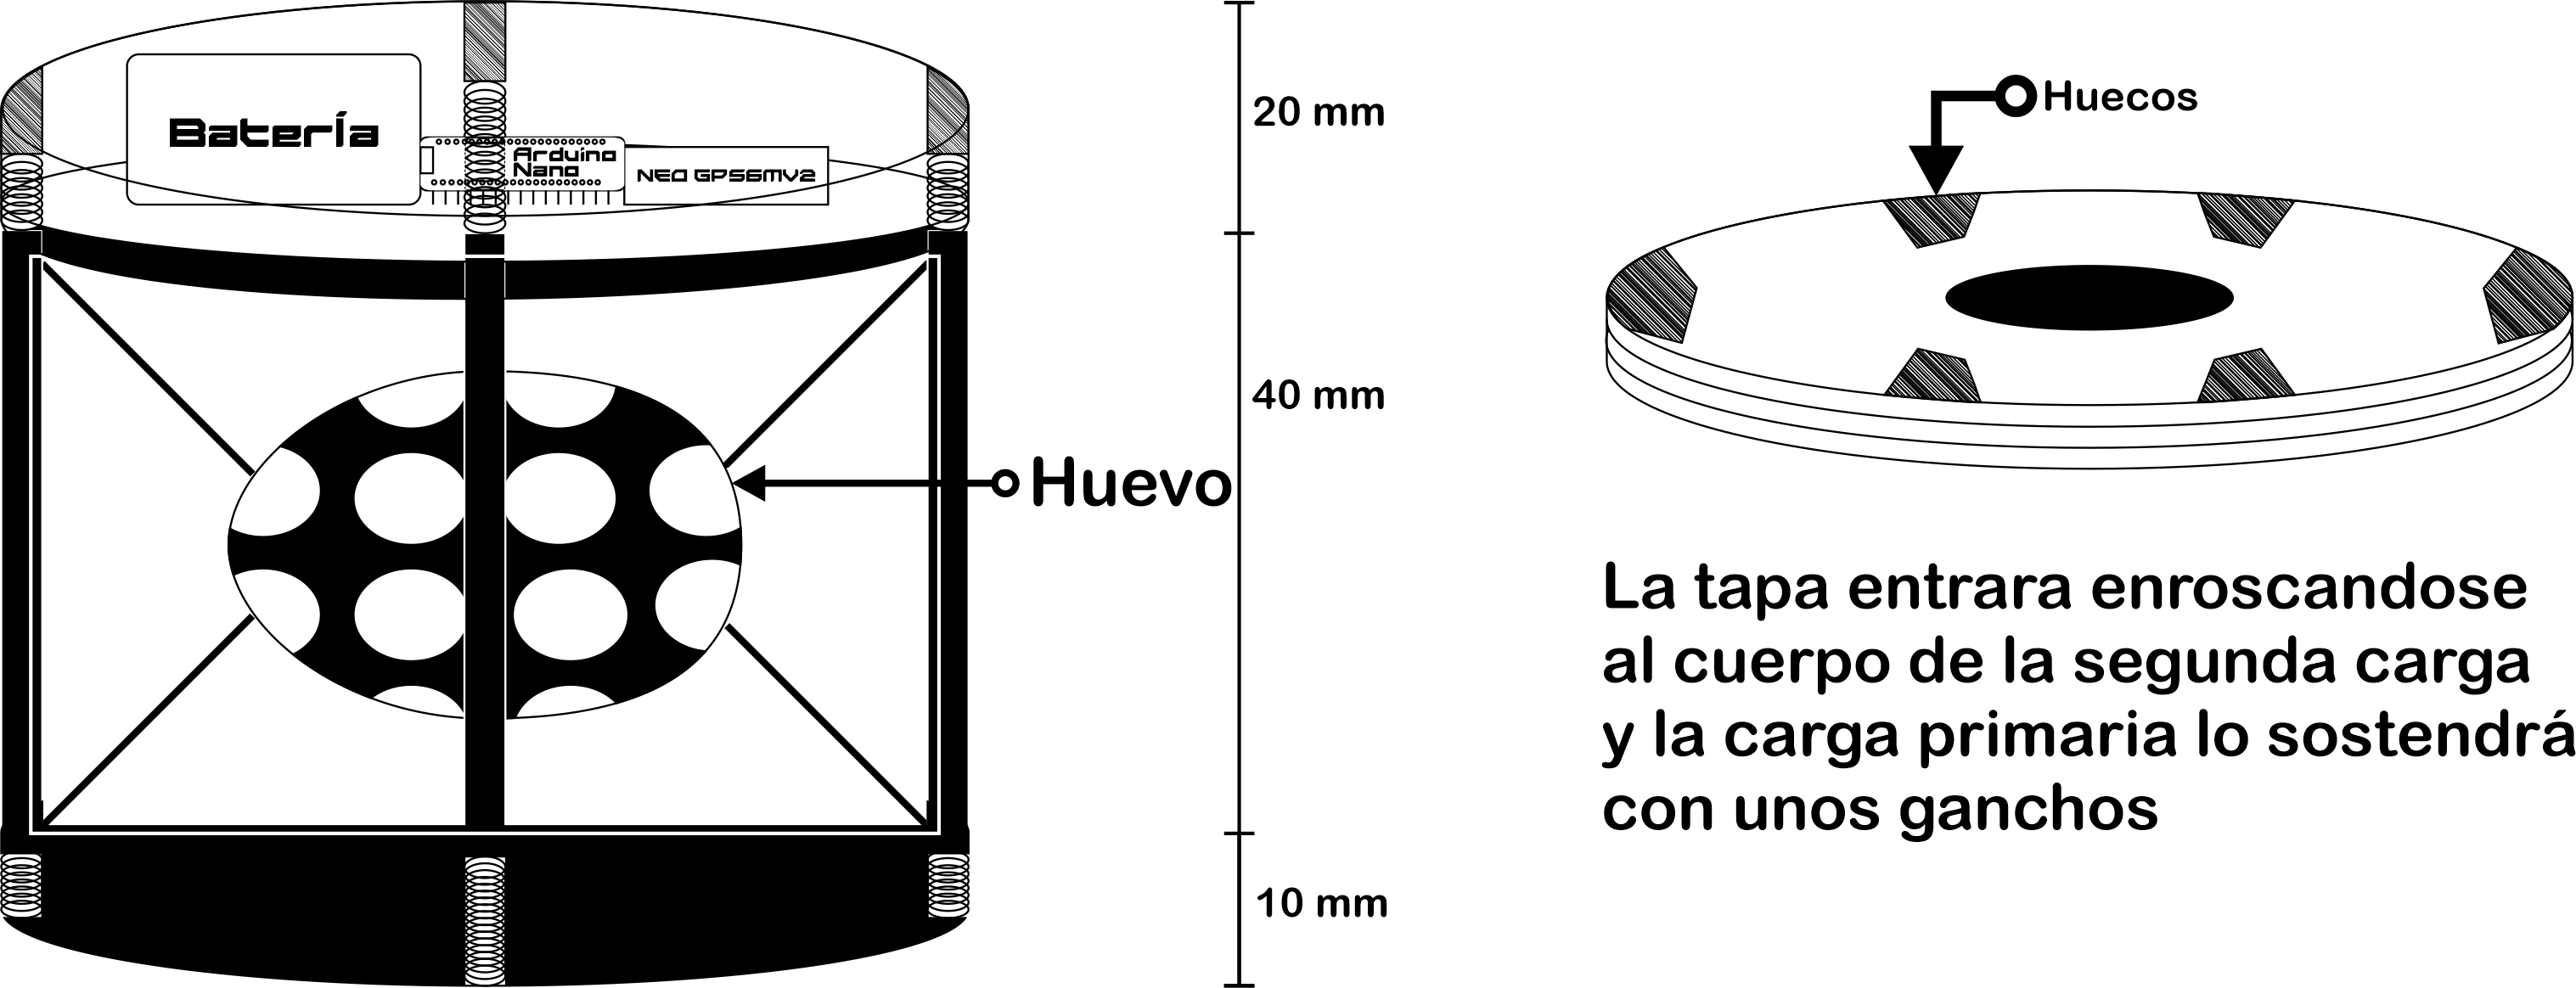 Batería
Arduino
Nano
NEO GPS6MV2
Huevo
20 mm
40 mm
10 mm
Huecos
La tapa entrara enroscandose
al cuerpo de la segunda carga
y la carga primaria lo sostendrá
con unos ganchos